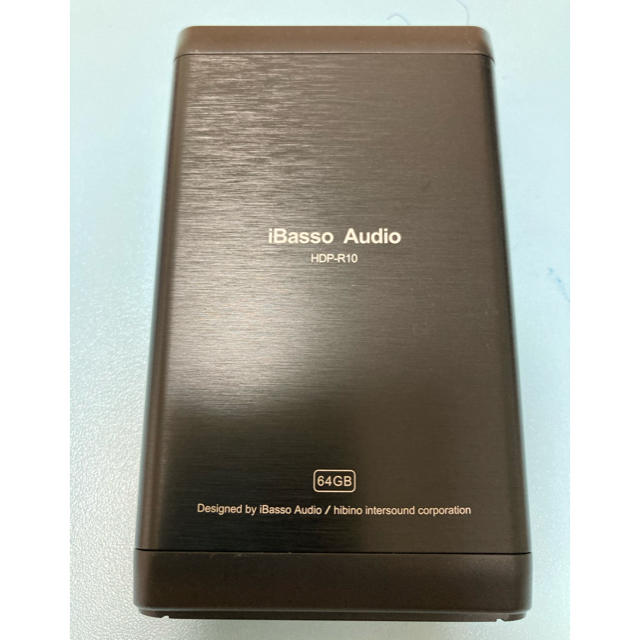 iBasso Audio
HDP-R10
64GB
Designed by iBasso Audio / hibino intersound corporation